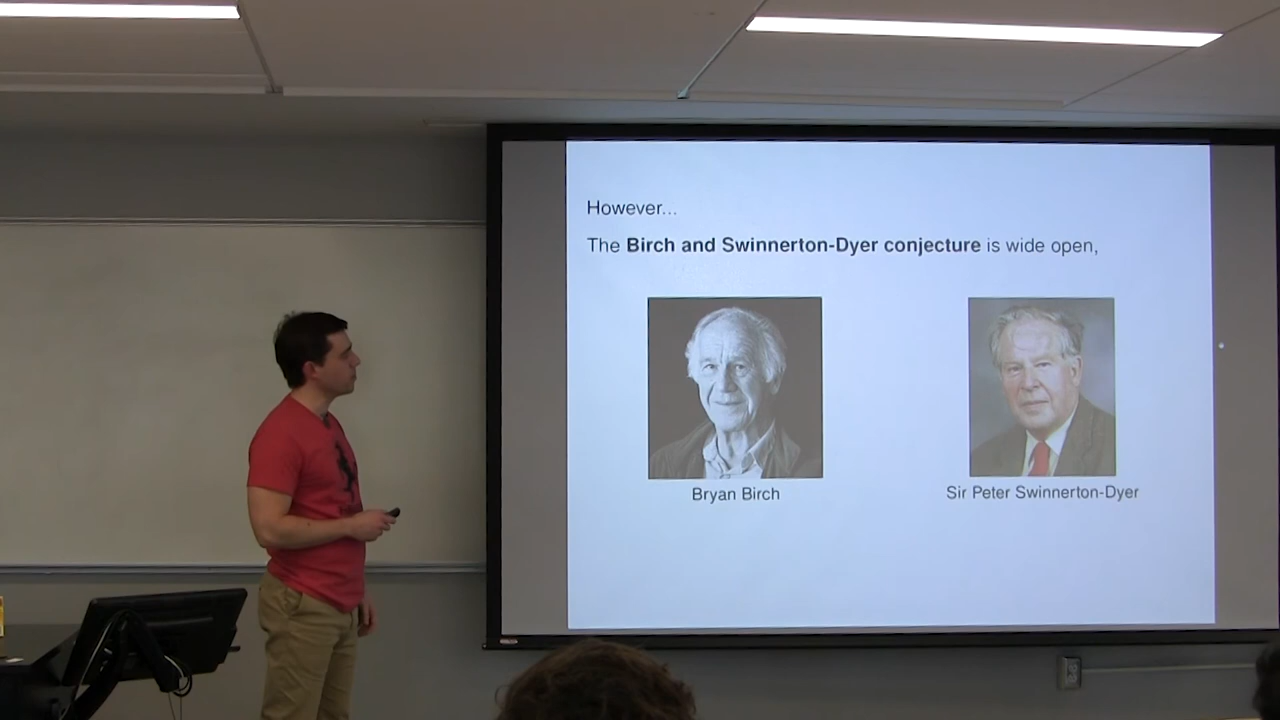 However...
The Birch and Swinnerton-Dyer conjecture is wide open,
Bryan Birch
Sir Peter Swinnerton-Dyer